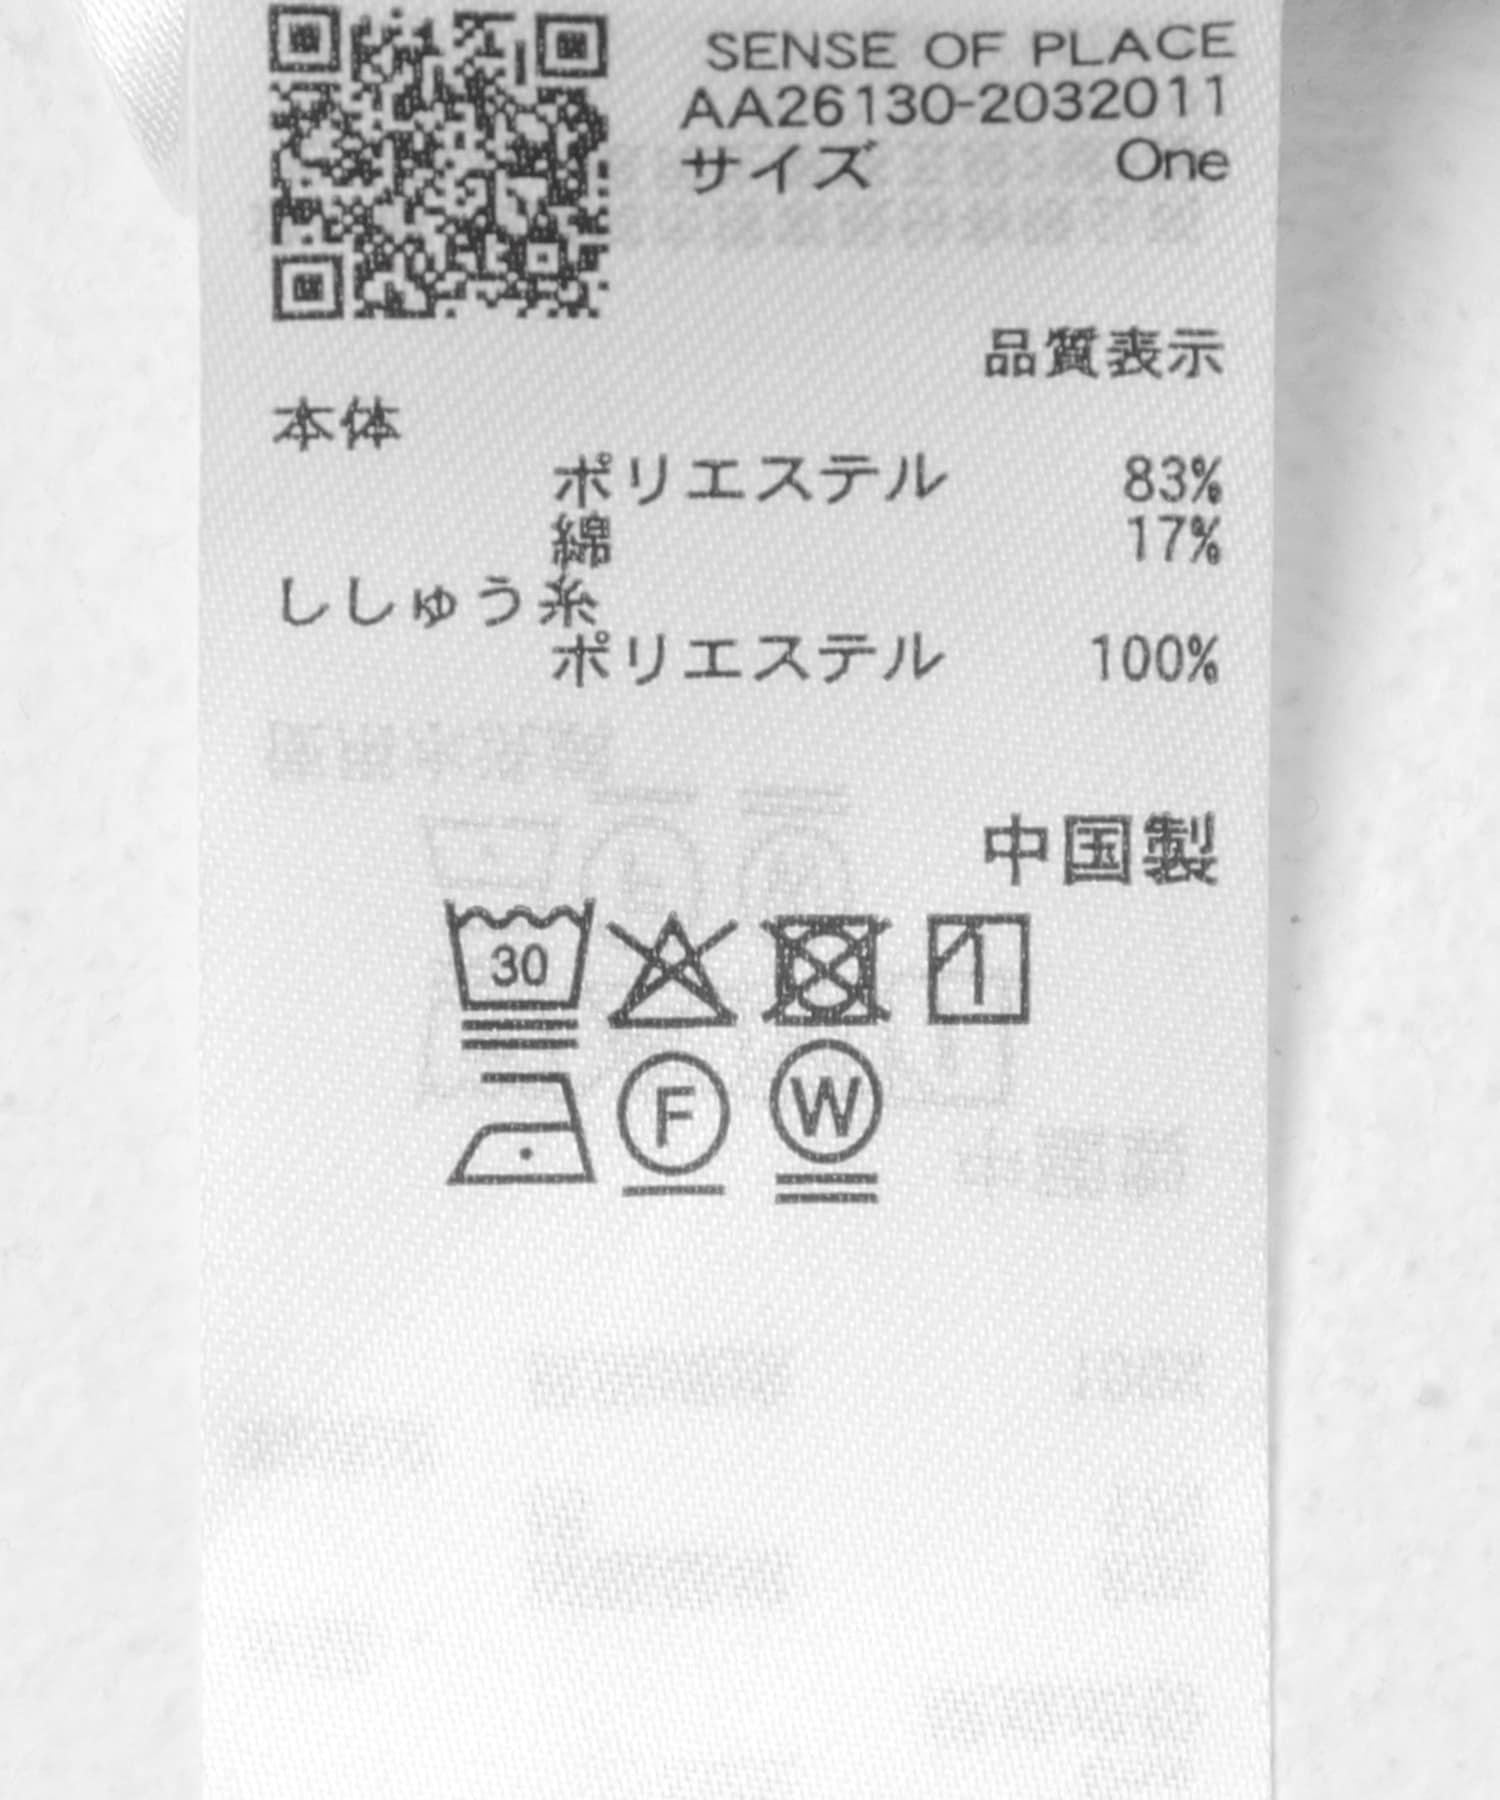 SENSE OF PLACE
AA26130-2032011
サイズ One
品質表示
本体
ポリエステル 83%
綿 17%
ししゅう糸
ポリエステル 100%
中国製
30
F W